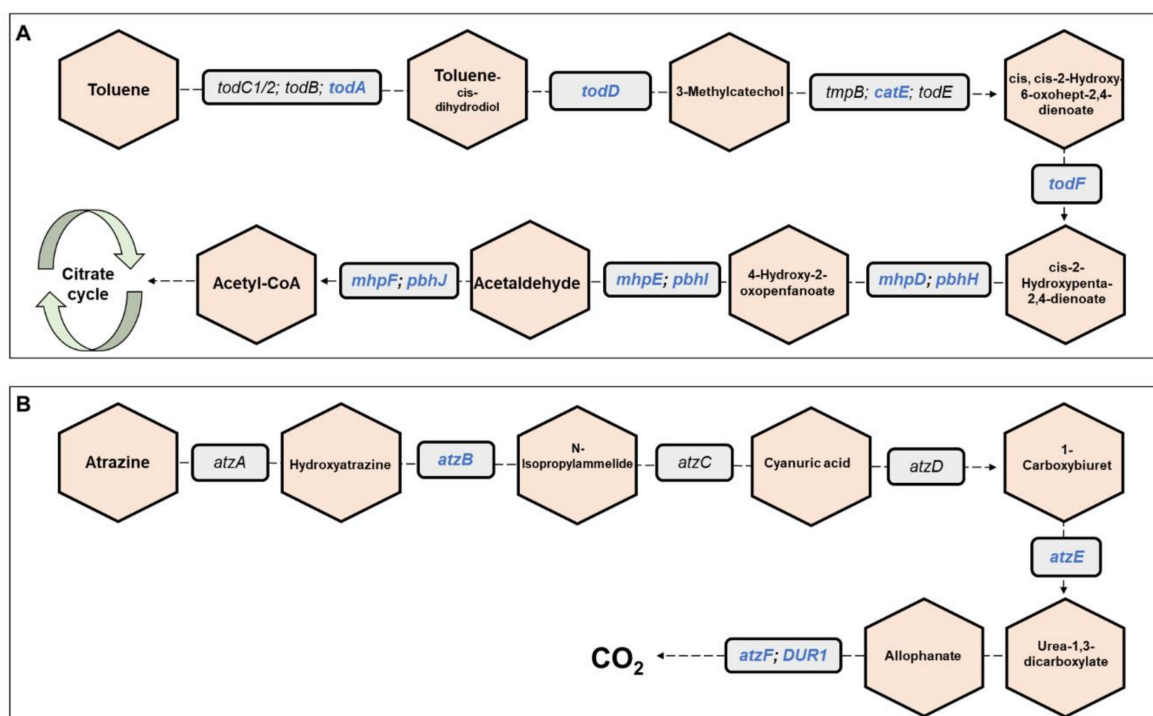 A
Toluene
todC1/2; todB; todA
Toluene-
cis-
dihydrodiol
todD
3-Methylcatechol
tmpB; catE; todE
cis, cis-2-Hydroxy-
6-oxohept-2,4-
dienoate
todF
cis-2-
Hydroxypenta-
2,4-dienoate
mhpD; pbhH
4-Hydroxy-2-
oxopenfanoate
mhpE; pbhI
Acetaldehyde
mhpF; pbhJ
Acetyl-CoA
Citrate
cycle
B
Atrazine
atzA
Hydroxyatrazine
atzB
N-
Isopropylammelide
atzC
Cyanuric acid
atzD
1-
Carboxybiuret
atzE
Urea-1,3-
dicarboxylate
Allophanate
atzF; DUR1
CO2